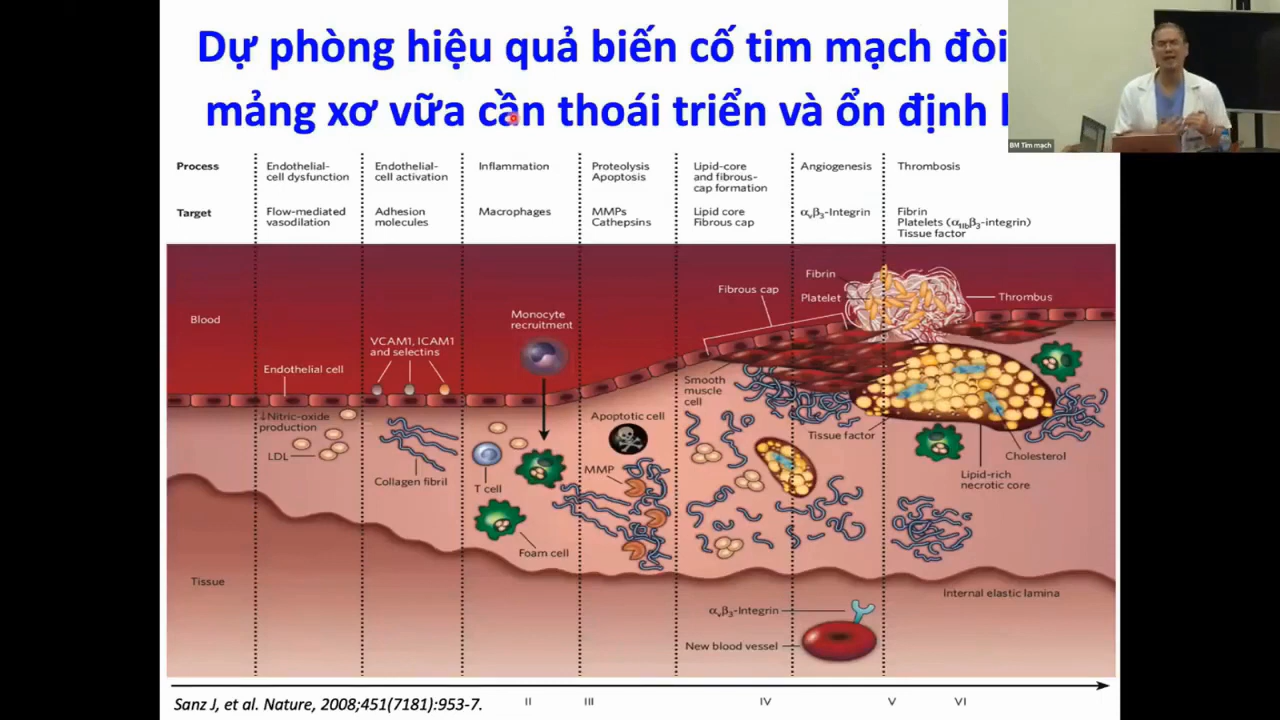 Dự phòng hiệu quả biến cố tim mạch đòi
mảng xơ vữa cần thoái triển và ổn định
BM Tim mạch
Process
Endothelial-
cell dysfunction
Endothelial-
cell activation
Inflammation
Proteolysis
Apoptosis
Lipid-core
and fibrous-
cap formation
Angiogenesis
Thrombosis
Target
Flow-mediated
vasodilation
Adhesion
molecules
Macrophages
MMPs
Cathepsins
Lipid core
Fibrous cap
αvβ3-Integrin
Fibrin
Platelets (αIIbβ3-integrin)
Tissue factor
Blood
Endothelial cell
VCAM1, ICAM1
and selectins
Monocyte
recruitment
Fibrous cap
Fibrin
Platelet
Thrombus
↓Nitric-oxide
production
LDL
Collagen fibril
T cell
Foam cell
Apoptotic cell
MMP
Smooth
muscle
cell
Tissue factor
Cholesterol
Lipid-rich
necrotic core
Tissue
Internal elastic lamina
αvβ3-Integrin
New blood vessel
Sanz J, et al. Nature, 2008;451(7181):953-7.
II III IV V VI